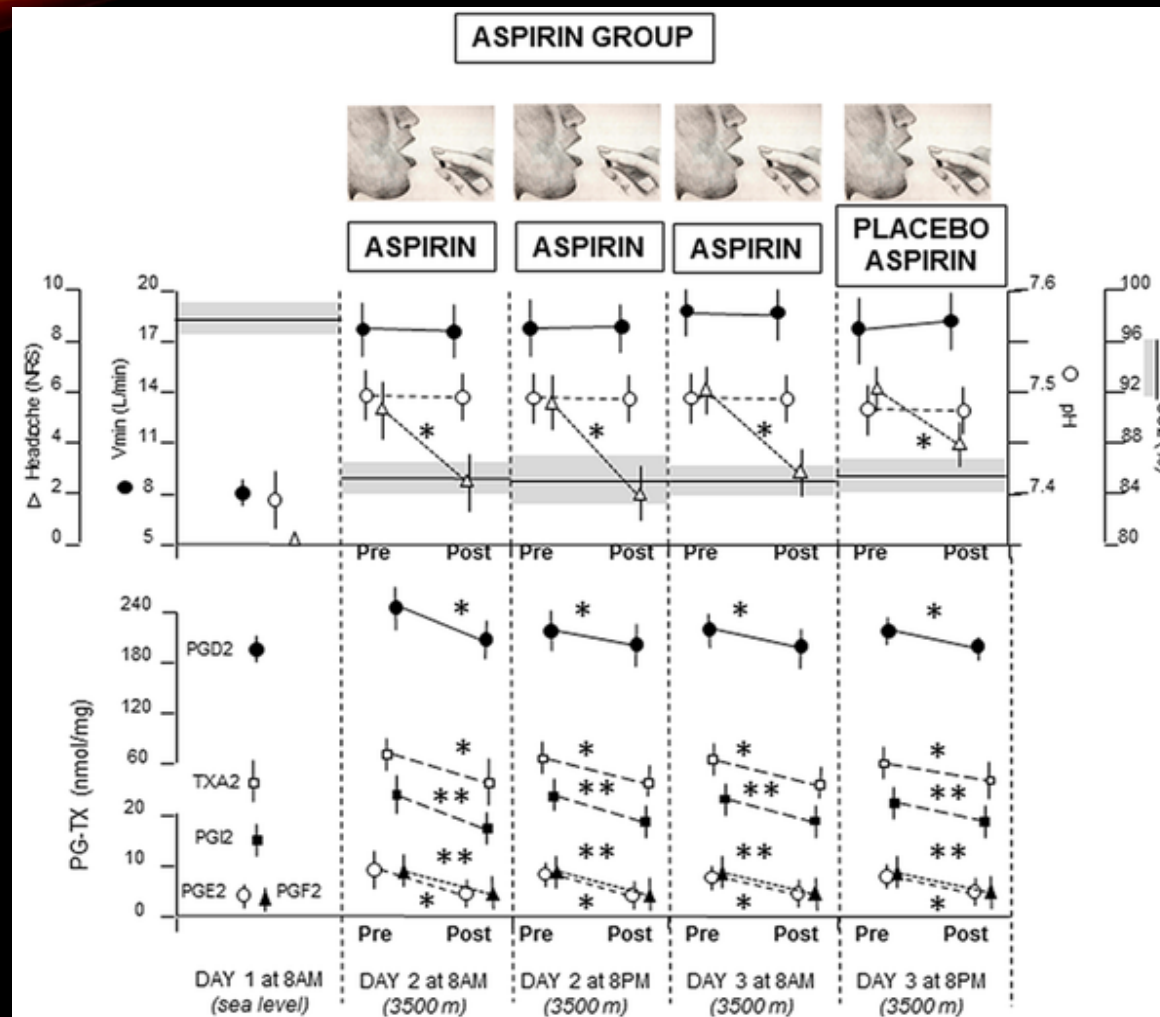 ASPIRIN GROUP
ASPIRIN
ASPIRIN
ASPIRIN
PLACEBO
ASPIRIN
Headache (NRS)
10
8
6
4
2
0
Vmin (L/min)
20
17
14
11
8
5
7.6
7.5
7.4
pH
100
96
92
88
84
80
(%)
Pre Post Pre Post Pre Post Pre Post
PG-TX (nmol/mg)
240
180
120
60
20
10
0
PGD2
TXA2
PGI2
PGE2 PGF2
* * * *
* * * *
* * * *
** ** ** **
** ** ** **
* * * *
Pre Post Pre Post Pre Post Pre Post
DAY 1 at 8AM DAY 2 at 8AM DAY 2 at 8PM DAY 3 at 8AM DAY 3 at 8PM
(sea level) (3500 m) (3500 m) (3500 m) (3500 m)